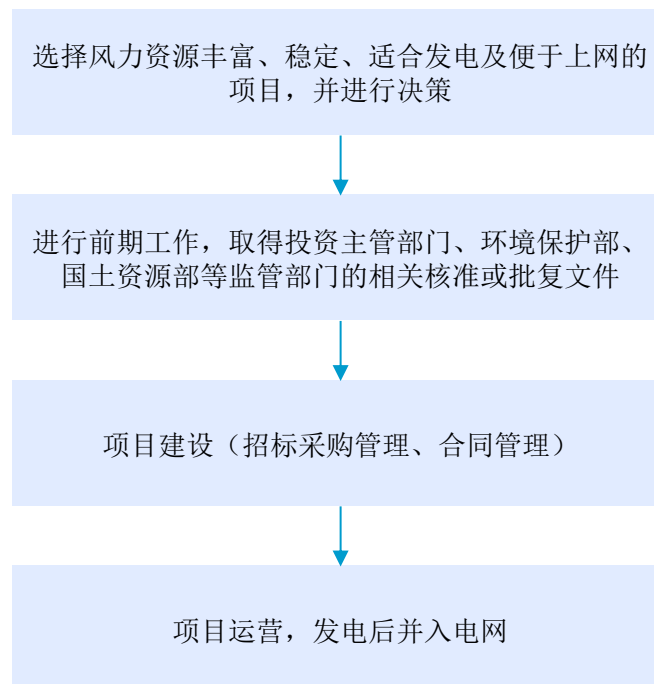 选择风力资源丰富、稳定、适合发电及便于上网的
项目，并进行决策
进行前期工作，取得投资主管部门、环境保护部、
国土资源部等监管部门的相关核准或批复文件
项目建设（招标采购管理、合同管理）
项目运营，发电后并入电网